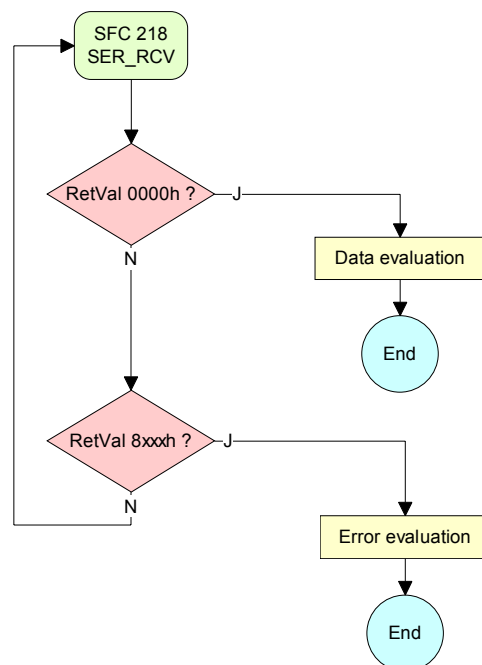 SFC 218
SER_RCV
RetVal 0000h ?
J
N
Data evaluation
End
RetVal 8xxxh ?
J
N
Error evaluation
End